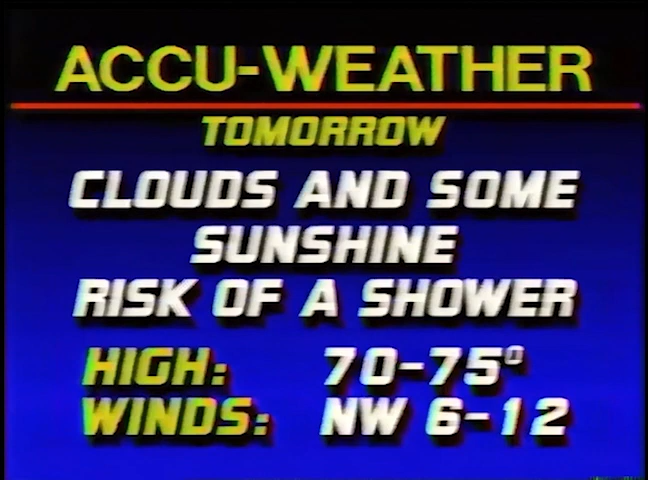 ACCU-WEATHER
TOMORROW
CLOUDS AND SOME
SUNSHINE
RISK OF A SHOWER
HIGH: 70-75°
WINDS: NW 6-12